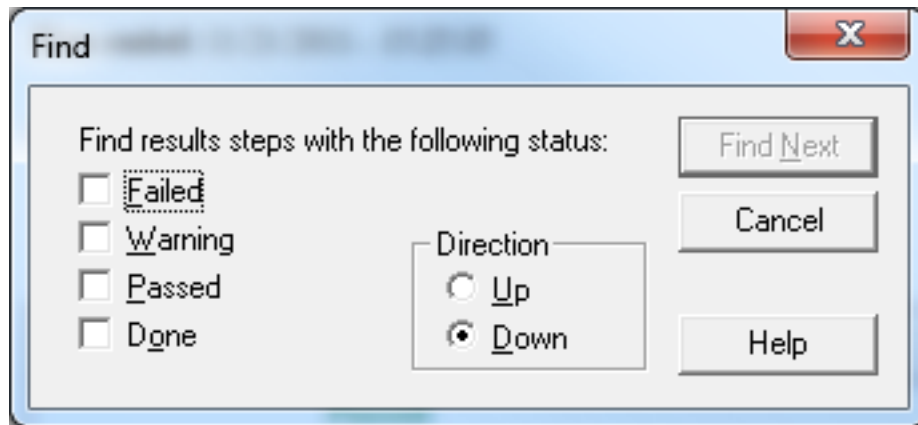 Find
Find results steps with the following status:
Failed
Warning
Passed
Done
Direction
Up
Down
Find Next
Cancel
Help